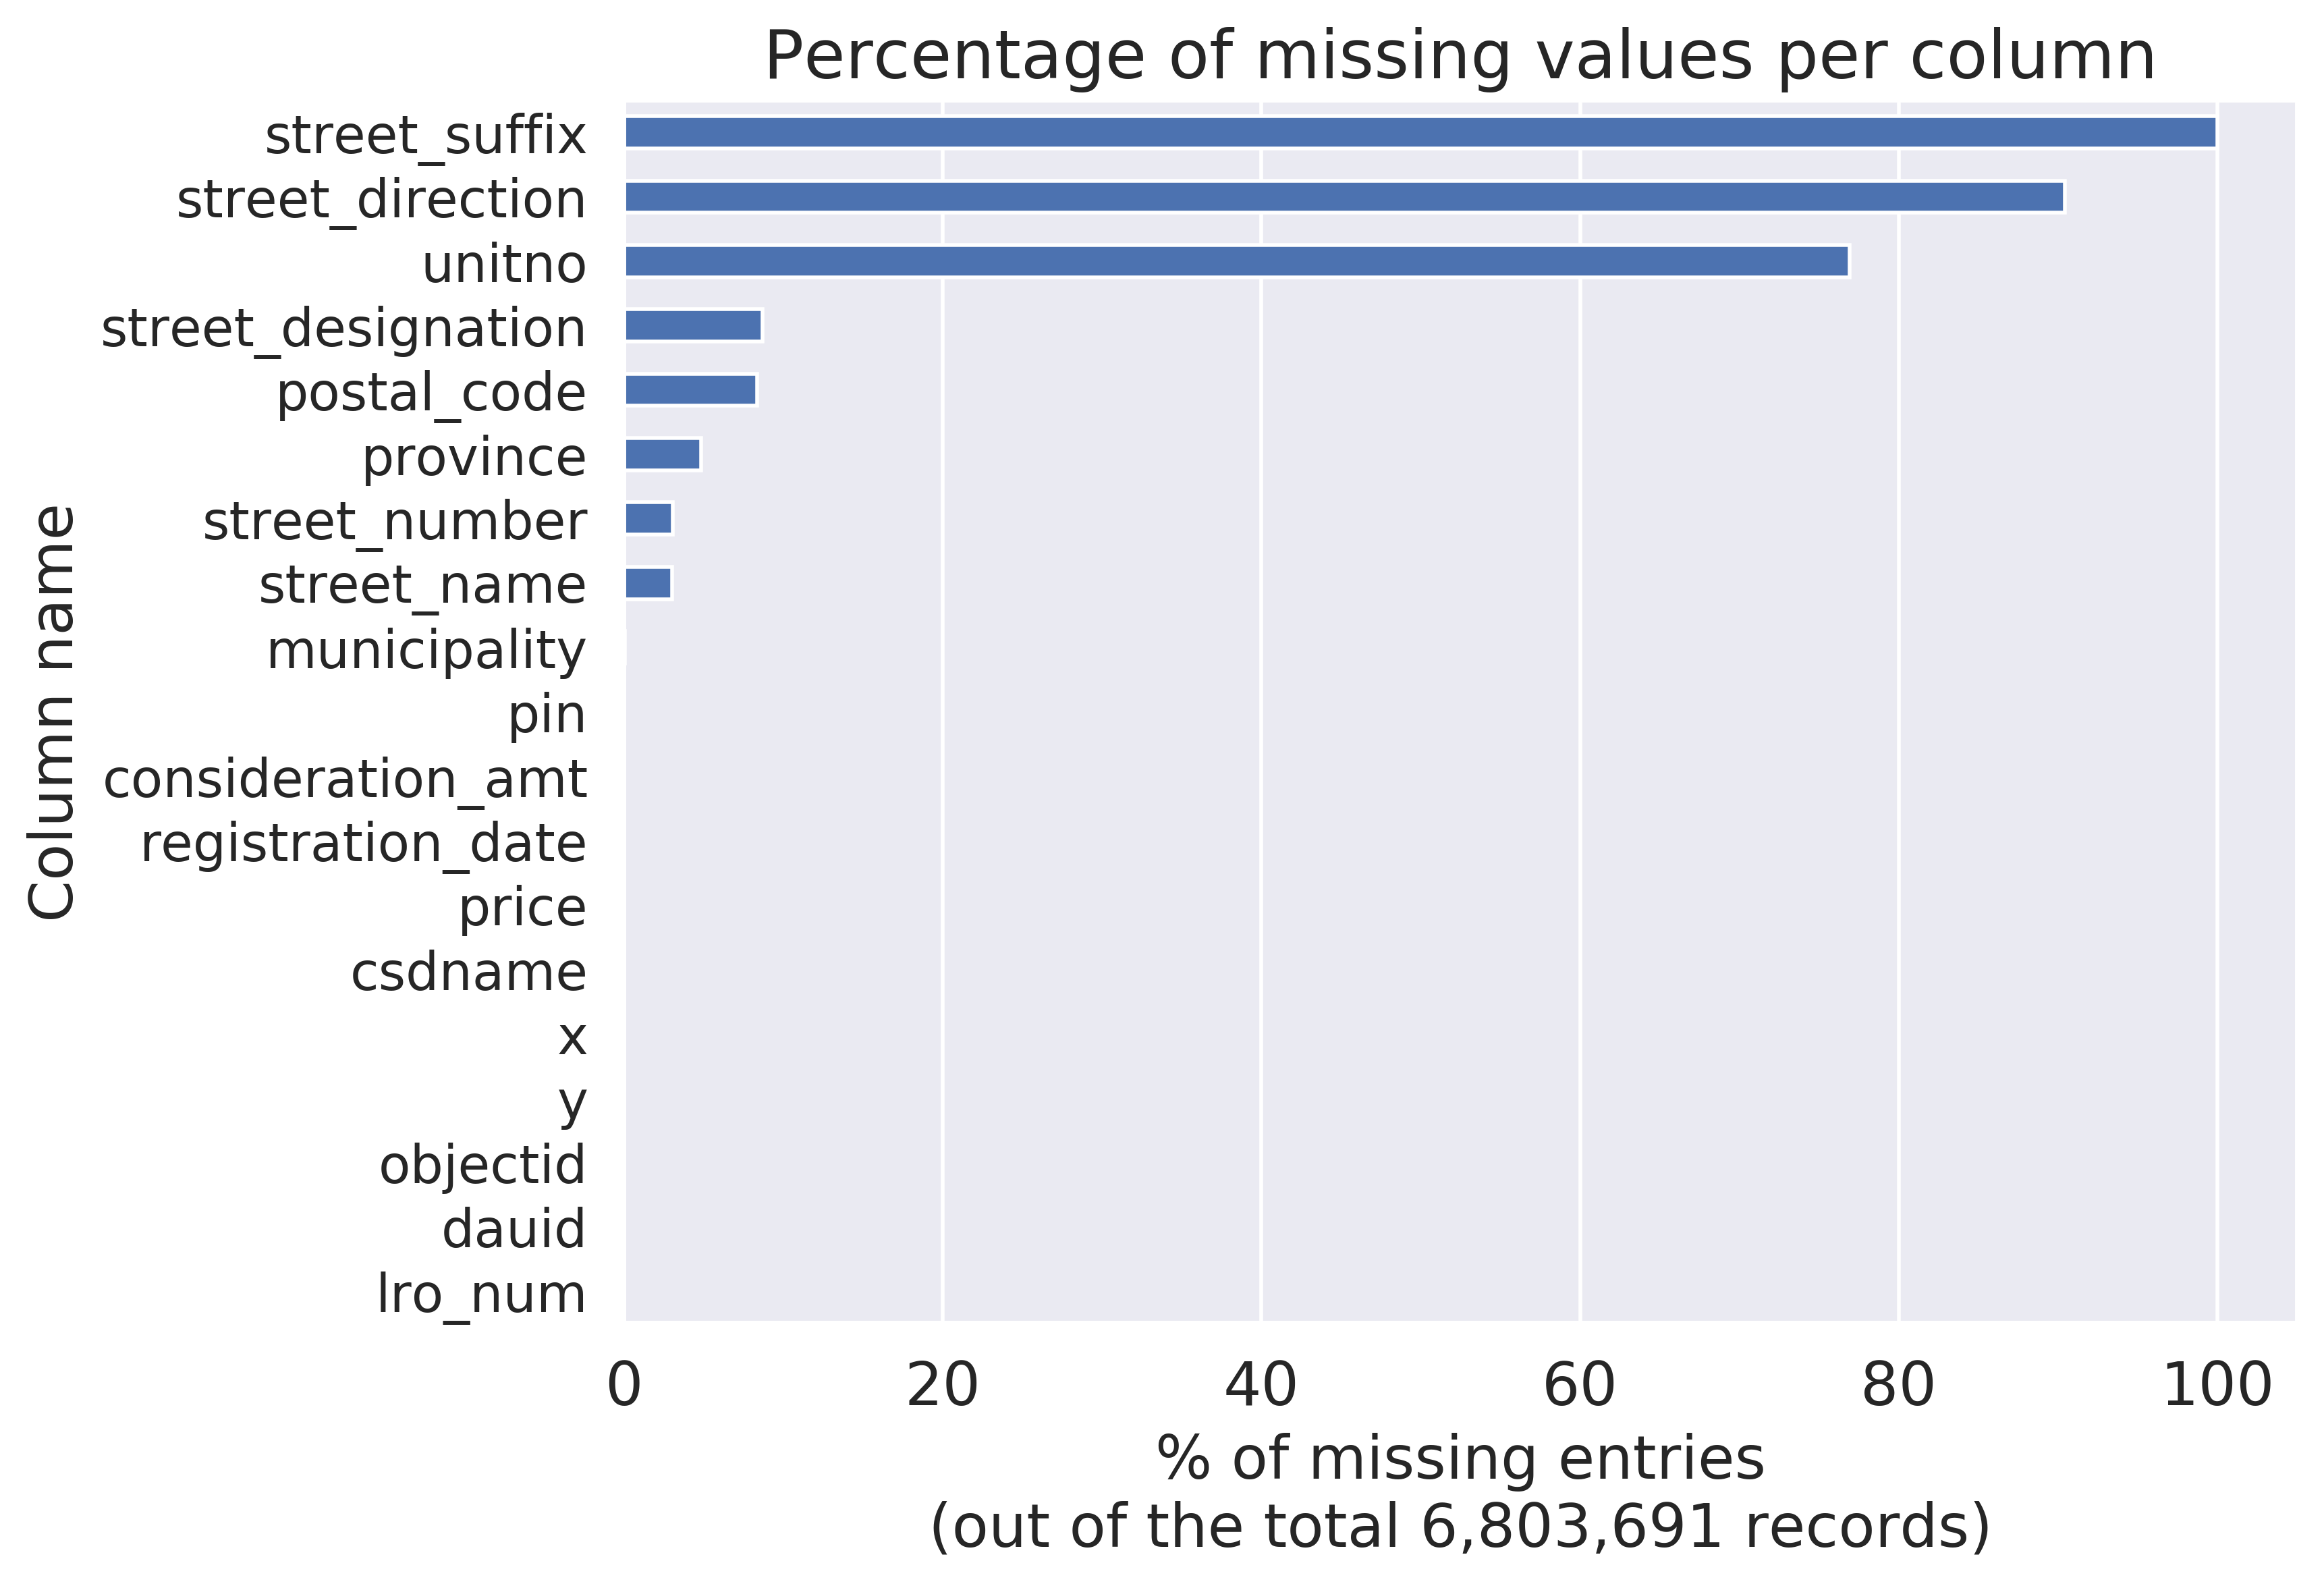 Percentage of missing values per column
Column name
street_suffix
street_direction
unitno
street_designation
postal_code
province
street_number
street_name
municipality
pin
consideration_amt
registration_date
price
csdname
x
y
objectid
dauid
lro_num
0 20 40 60 80 100
% of missing entries
(out of the total 6,803,691 records)